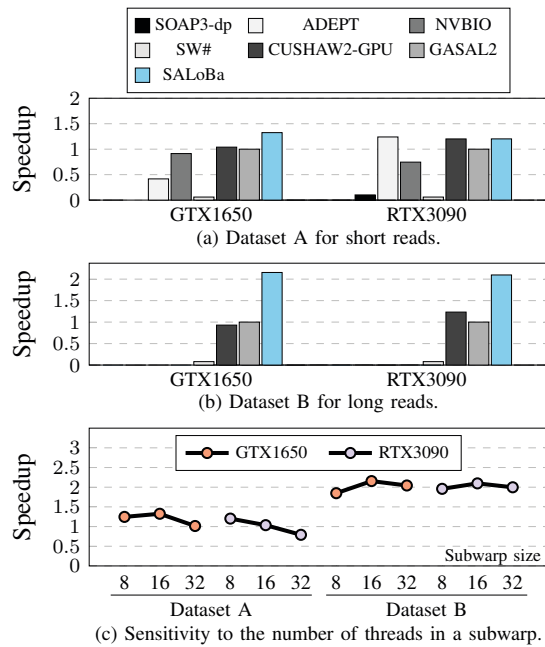 SOAP3-dp ADEPT NVBIO
SW# CUSHAW2-GPU GASAL2
SALoBa
2
1.5
1
0.5
0
Speedup
GTX1650 RTX3090
(a) Dataset A for short reads.
2
1.5
1
0.5
0
Speedup
GTX1650 RTX3090
(b) Dataset B for long reads.
GTX1650 RTX3090
3
2.5
2
1.5
1
0.5
0
Speedup
Subwarp size
8 16 32 8 16 32 8 16 32 8 16 32
Dataset A Dataset B
(c) Sensitivity to the number of threads in a subwarp.